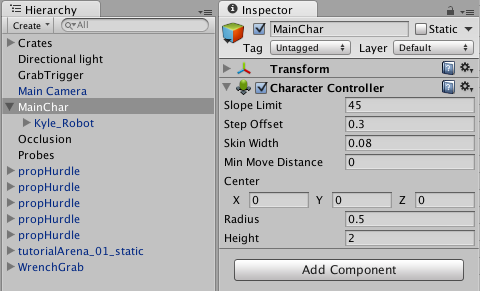 Hierarchy
Create
All
Crates
Directional light
GrabTrigger
Main Camera
MainChar
Kyle_Robot
Occlusion
Probes
propHurdle
propHurdle
propHurdle
propHurdle
propHurdle
tutorialArena_01_static
WrenchGrab
Inspector
MainChar Static
Tag Untagged Layer Default
Transform
Character Controller
Slope Limit 45
Step Offset 0.3
Skin Width 0.08
Min Move Distance 0
Center
X 0 Y 0 Z 0
Radius 0.5
Height 2
Add Component